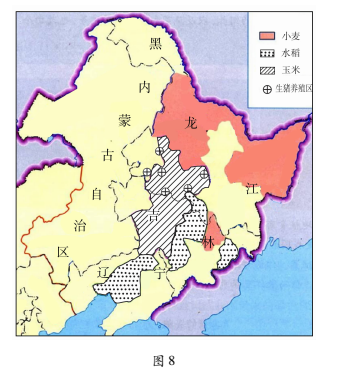 小麦
水稻
玉米
生猪养殖区
黑
龙
江
内
蒙
古
自
治
区
吉
林
辽
宁
图 8